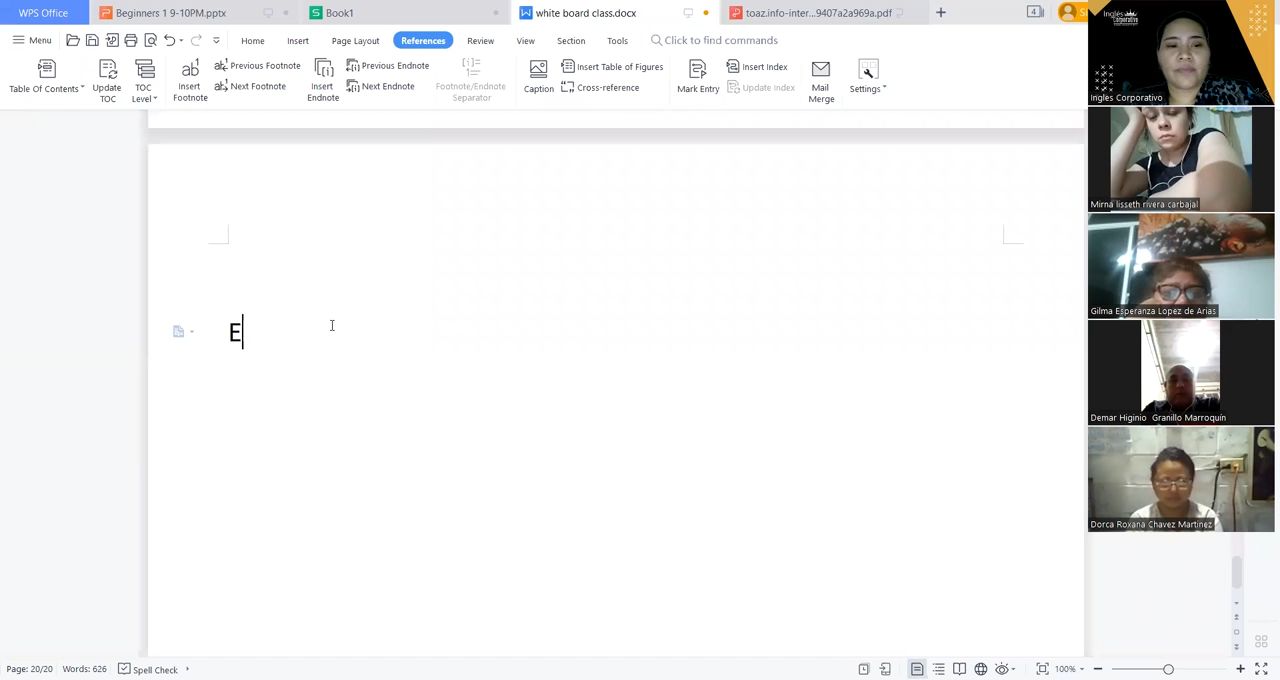 WPS Office
Beginners 1 9-10PM.pptx
Book1
white board class.docx
toaz.info-inter...9407a2a969a.pdf
4
Menu
Home
Insert
Page Layout
References
Review
View
Section
Tools
Click to find commands
Table Of Contents
Update TOC
TOC Level
Insert Footnote
Previous Footnote
Next Footnote
Insert Endnote
Previous Endnote
Next Endnote
Footnote/Endnote Separator
Caption
Insert Table of Figures
Cross-reference
Mark Entry
Insert Index
Update Index
Mail Merge
Settings
E
Inglés Corporativo
Ingles Corporativo
Mirna lisseth rivera carbajal
Gilma Esperanza Lopez de Arias
Demar Higinio Granillo Marroquín
Dorca Roxana Chavez Martinez
Page: 20/20
Words: 626
Spell Check
100%